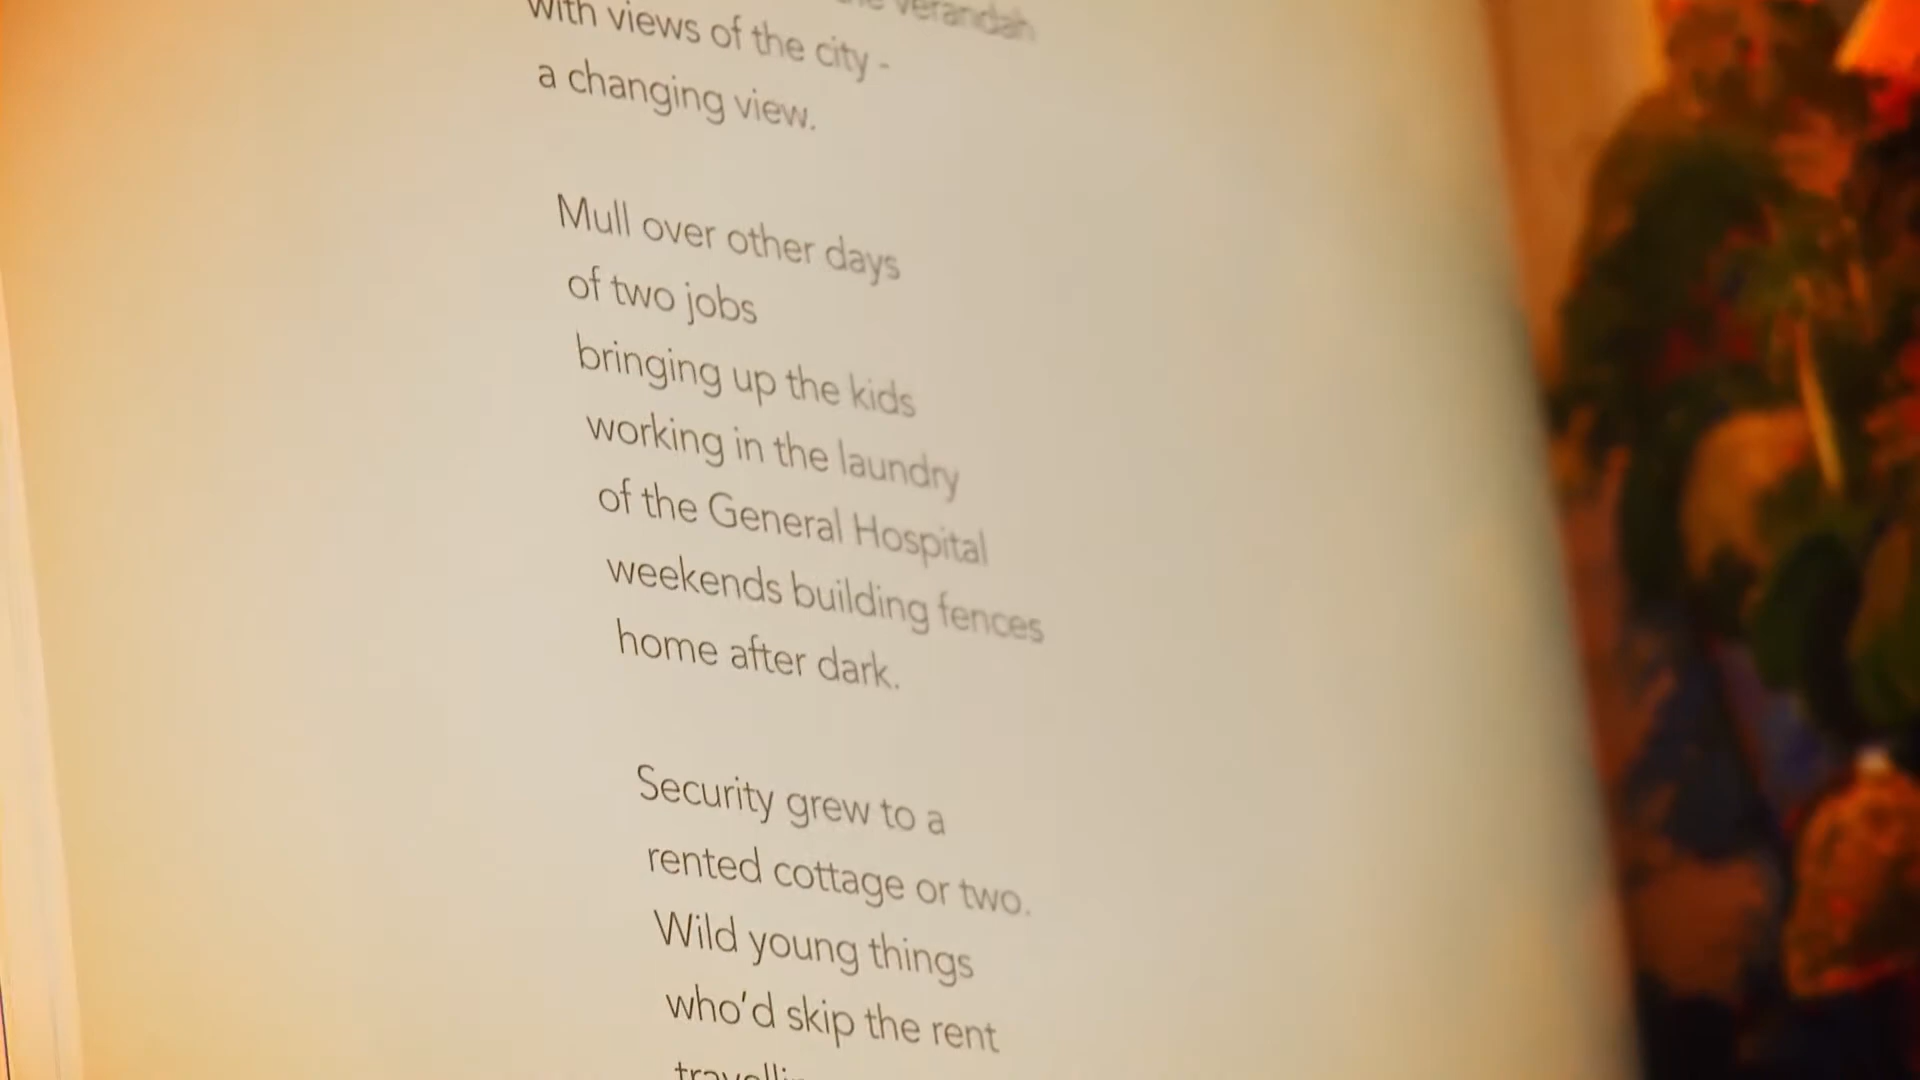 the verandah
with views of the city -
a changing view.
Mull over other days
of two jobs
bringing up the kids
working in the laundry
of the General Hospital
weekends building fences
home after dark.
Security grew to a
rented cottage or two.
Wild young things
who'd skip the rent